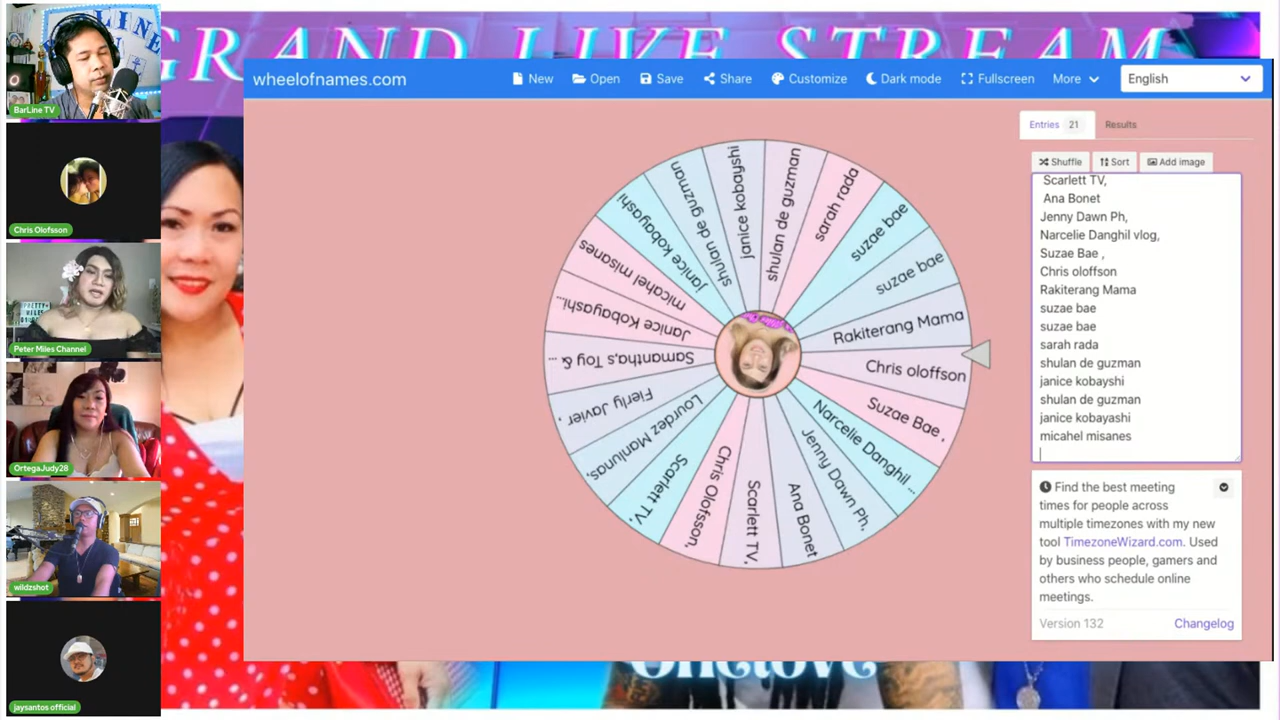 GRAND LIVE STREAM
BarLine TV
Chris Olofsson
PRETTY
MILES
Peter Miles Channel
OrtegaJudy28
wildzshot
jaysantos official
wheelofnames.com
New
Open
Save
Share
Customize
Dark mode
Fullscreen
More
English
janice kobayshi
shulan de guzman
sarah rada
suzae bae
suzae bae
Rakiterang Mama
Chris oloffson
Suzae Bae ,
Narcelie Danghil ...
Jenny Dawn Ph,
Ana Bonet
Scarlett TV,
Chris Olofsson,
Scarlett TV,
Lourdez Manlunas,
Fierly Javier ,
Samantha,s Toy & ...
Janice Kobayashi...
micahel misanes
janice kobayashi
shulan de guzman
Entries 21
Results
Shuffle
Sort
Add image
Scarlett TV,
Ana Bonet
Jenny Dawn Ph,
Narcelie Danghil vlog,
Suzae Bae ,
Chris oloffson
Rakiterang Mama
suzae bae
suzae bae
sarah rada
shulan de guzman
janice kobayshi
shulan de guzman
janice kobayashi
micahel misanes
Find the best meeting
times for people across
multiple timezones with my new
tool TimezoneWizard.com. Used
by business people, gamers and
others who schedule online
meetings.
Version 132
Changelog
Onelove